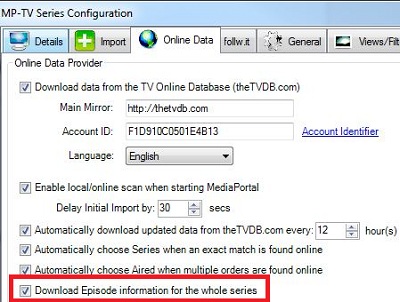 MP-TV Series Configuration
Details Import Online Data follw.it General Views/Filt
Online Data Provider
Download data from the TV Online Database (theTVDB.com)
Main Mirror: http://thetvdb.com
Account ID: F1D910C0501E4B13 Account Identifier
Language: English
Enable local/online scan when starting MediaPortal
Delay Initial Import by: 30 secs
Automatically download updated data from theTVDB.com every: 12 hour(s)
Automatically choose Series when an exact match is found online
Automatically choose Aired when multiple orders are found online
Download Episode information for the whole series